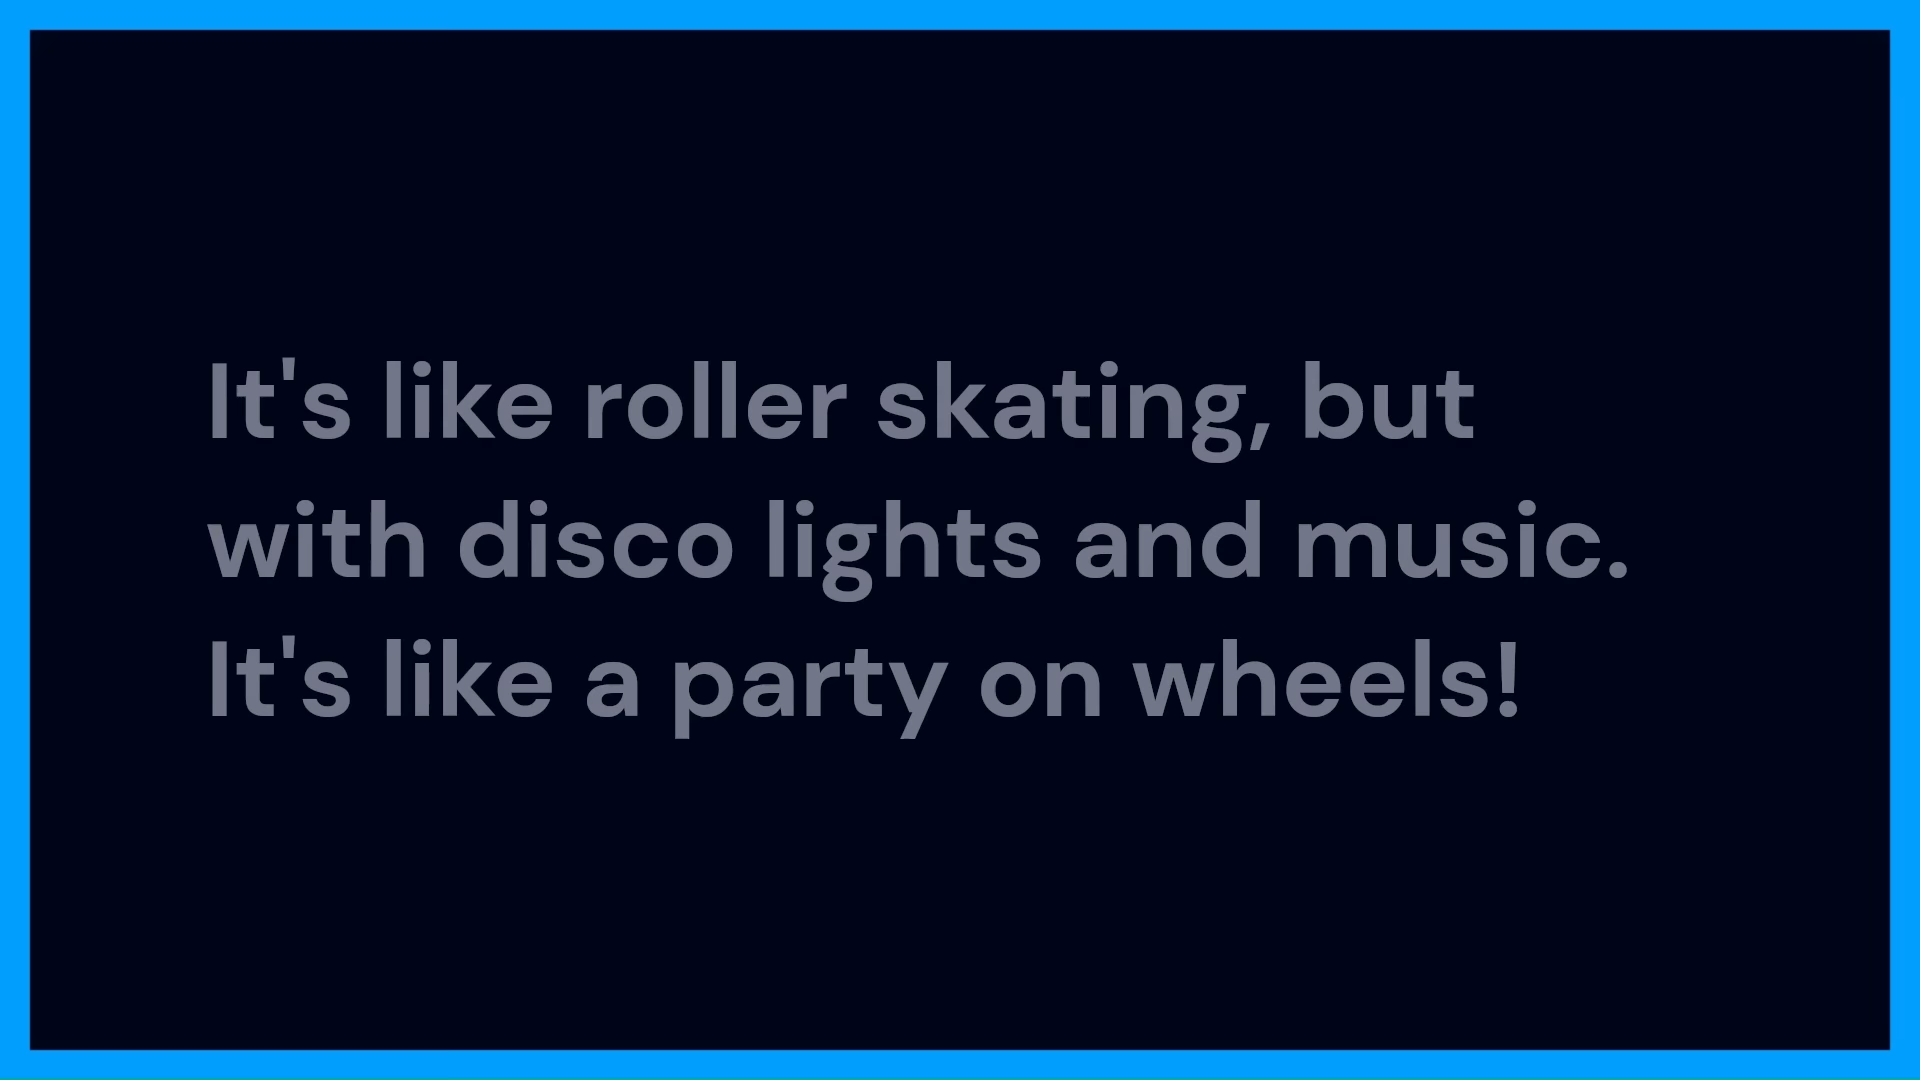 It's like roller skating, but
with disco lights and music.
It's like a party on wheels!